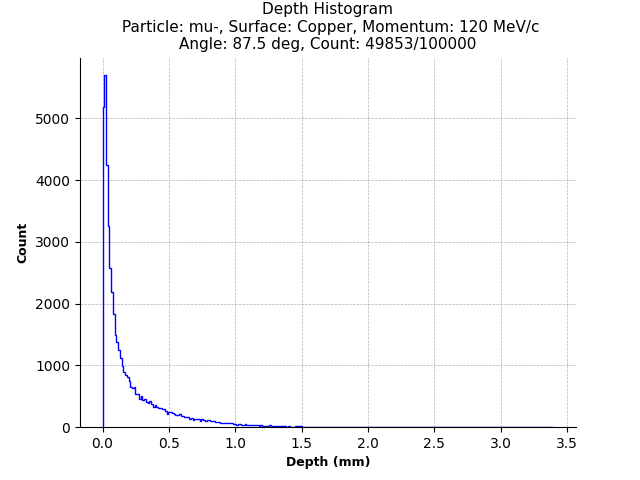 Depth Histogram
Particle: mu-, Surface: Copper, Momentum: 120 MeV/c
Angle: 87.5 deg, Count: 49853/100000
5000
4000
3000
2000
1000
0
Count
0.0 0.5 1.0 1.5 2.0 2.5 3.0 3.5
Depth (mm)